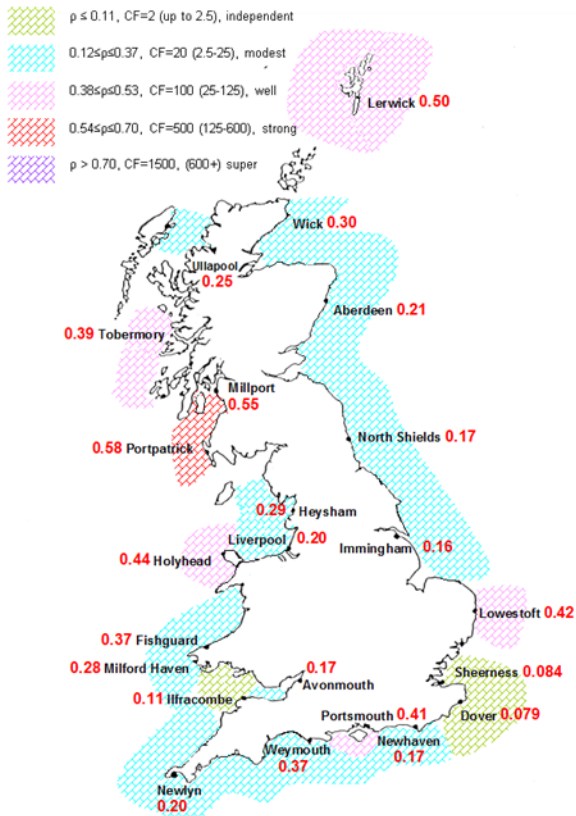 ρ ≤ 0.11, CF=2 (up to 2.5), independent
0.12≤ρ≤0.37, CF=20 (2.5-25), modest
0.38≤ρ≤0.53, CF=100 (25-125), well
0.54≤ρ≤0.70, CF=500 (125-600), strong
ρ > 0.70, CF=1500, (600+) super
Lerwick 0.50
Wick 0.30
Ullapool
0.25
Aberdeen 0.21
0.39 Tobermory
Millport
0.55
0.58 Portpatrick
North Shields 0.17
0.29 Heysham
Liverpool 0.20
Immingham 0.16
0.44 Holyhead
Lowestoft 0.42
0.37 Fishguard
0.28 Milford Haven
0.17
Avonmouth
0.11 Ilfracombe
Sheerness 0.084
Dover 0.079
Portsmouth 0.41
Newhaven
0.17
Weymouth
0.37
Newlyn
0.20